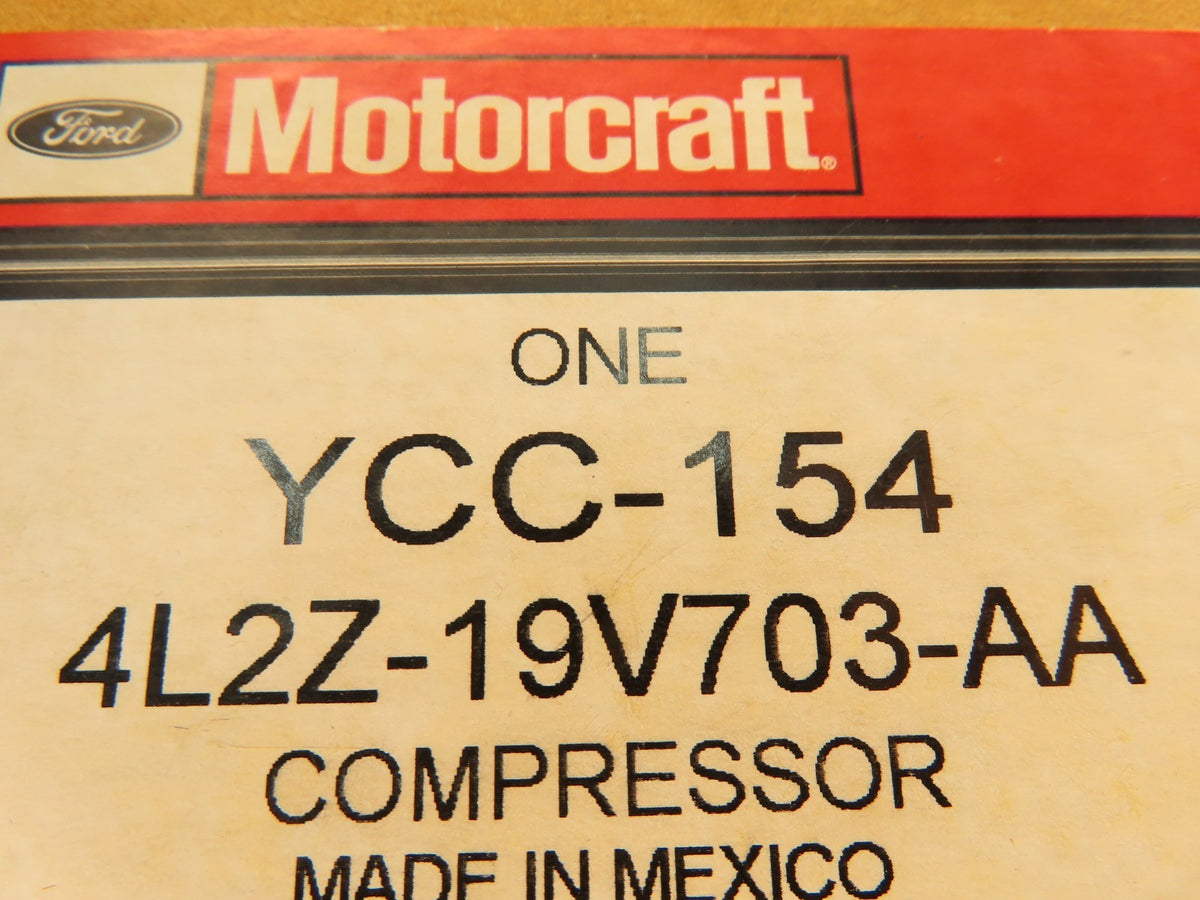 Ford Motorcraft®
ONE
YCC-154
4L2Z-19V703-AA
COMPRESSOR
MADE IN MEXICO